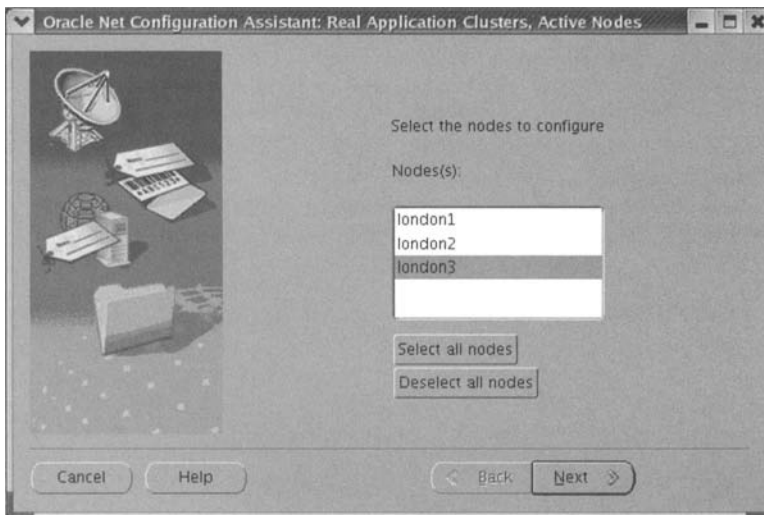 Oracle Net Configuration Assistant: Real Application Clusters, Active Nodes
Select the nodes to configure
Nodes(s):
london1
london2
london3
Select all nodes
Deselect all nodes
Cancel
Help
Back
Next